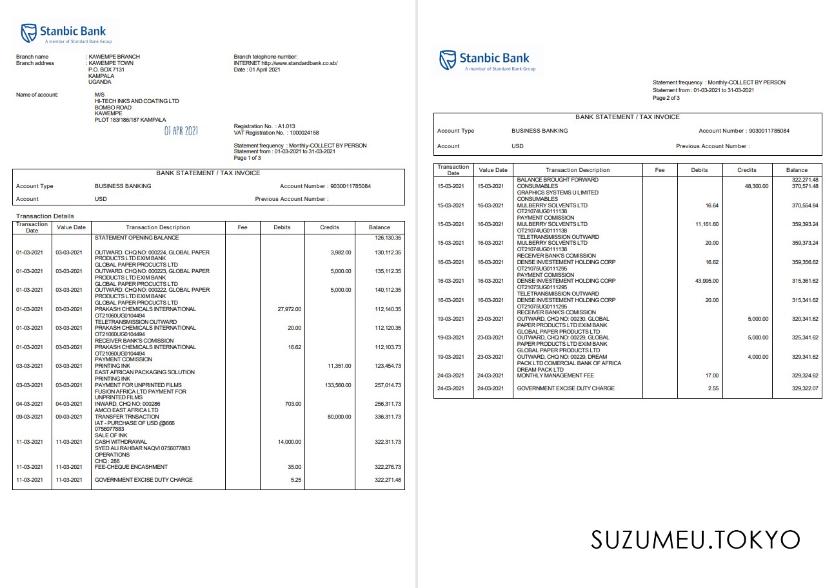 Stanbic Bank
A member of Standard Bank Group
Branch name : KAWEMPE BRANCH
Branch address : KAWEMPE TOWN
P.O. BOX 7131
KAMPALA
UGANDA
Branch telephone number:
INTERNET http://www.standardbank.co.sb/
Date : 01 April 2021
Name of account: M/S
HI-TECH INKS AND COATING LTD
BOMBO ROAD
KAWEMPE
PLOT 183/186/187 KAMPALA
01 APR 2021
Registration No. : A1.013
VAT Registration No. : 1000024158
Statement frequency : Monthly-COLLECT BY PERSON
Statement from : 01-03-2021 to 31-03-2021
Page 1 of 3
BANK STATEMENT / TAX INVOICE
Account Type BUSINESS BANKING Account Number : 9030011785084
Account USD Previous Account Number :
Transaction Details
Transaction Date Value Date Transaction Description Fee Debits Credits Balance
STATEMENT OPENING BALANCE 126,130.35
01-03-2021 03-03-2021 OUTWARD, CHQ NO: 000224, GLOBAL PAPER 3,982.00 130,112.35
PRODUCTS LTD EXIM BANK
GLOBAL PAPER PRODUCTS LTD
01-03-2021 03-03-2021 OUTWARD, CHQ NO: 000223, GLOBAL PAPER 5,000.00 135,112.35
PRODUCTS LTD EXIM BANK
GLOBAL PAPER PRODUCTS LTD
01-03-2021 03-03-2021 OUTWARD, CHQ NO: 000222, GLOBAL PAPER 5,000.00 140,112.35
PRODUCTS LTD EXIM BANK
GLOBAL PAPER PRODUCTS LTD
01-03-2021 03-03-2021 PRAKASH CHEMICALS INTERNATIONAL 27,972.00 112,140.35
OT21060UG0104494
TELETRANSMISSION OUTWARD
01-03-2021 03-03-2021 PRAKASH CHEMICALS INTERNATIONAL 20.00 112,120.35
OT21060UG0104494
RECEIVER BANK'S COMISSION
01-03-2021 03-03-2021 PRAKASH CHEMICALS INTERNATIONAL 16.62 112,103.73
OT21060UG0104494
PAYMENT COMISSION
03-03-2021 03-03-2021 PRINTING INK 11,351.00 123,454.73
EAST AFRICAN PACKAGING SOLUTION
PRINTING INK
03-03-2021 03-03-2021 PAYMENT FOR UNPRINTED FILMS 133,560.00 257,014.73
FUSION AFRICA LTD PAYMENT FOR
UNPRINTED FILMS
04-03-2021 04-03-2021 INWARD, CHQ NO: 000286 703.00 256,311.73
AMCO EAST AFRICA LTD
09-03-2021 09-03-2021 TRANSFER TRNSACTION 80,000.00 336,311.73
IAT - PURCHASE OF USD @3666
0756077883
SALE OF INK
11-03-2021 11-03-2021 CASH WITHDRAWAL 14,000.00 322,311.73
SYED ALI RAHBAR NAQVI 0756077883
OPERATIONS
CHQ : 286
11-03-2021 11-03-2021 FEE-CHEQUE ENCASHMENT 35.00 322,276.73
11-03-2021 11-03-2021 GOVERNMENT EXCISE DUTY CHARGE 5.25 322,271.48
Stanbic Bank
A member of Standard Bank Group
Statement frequency : Monthly-COLLECT BY PERSON
Statement from : 01-03-2021 to 31-03-2021
Page 2 of 3
BANK STATEMENT / TAX INVOICE
Account Type BUSINESS BANKING Account Number : 9030011785084
Account USD Previous Account Number :
Transaction Date Value Date Transaction Description Fee Debits Credits Balance
BALANCE BROUGHT FORWARD 322,271.48
15-03-2021 15-03-2021 CONSUMABLES 48,300.00 370,571.48
GRAPHICS SYSTEMS U LIMITED
CONSUMABLES
15-03-2021 16-03-2021 MULBERRY SOLVENTS LTD 16.64 370,554.84
OT21074UG0111138
PAYMENT COMISSION
15-03-2021 16-03-2021 MULBERRY SOLVENTS LTD 11,161.60 359,393.24
OT21074UG0111138
TELETRANSMISSION OUTWARD
15-03-2021 16-03-2021 MULBERRY SOLVENTS LTD 20.00 359,373.24
OT21074UG0111138
RECEIVER BANK'S COMISSION
16-03-2021 16-03-2021 DENSE INVESTEMENT HOLDING CORP 16.62 359,356.62
OT21075UG0111295
PAYMENT COMISSION
16-03-2021 16-03-2021 DENSE INVESTEMENT HOLDING CORP 43,995.00 315,361.62
OT21075UG0111295
TELETRANSMISSION OUTWARD
16-03-2021 16-03-2021 DENSE INVESTEMENT HOLDING CORP 20.00 315,341.62
OT21075UG0111295
RECEIVER BANK'S COMISSION
19-03-2021 23-03-2021 OUTWARD, CHQ NO: 00230, GLOBAL 5,000.00 320,341.62
PAPER PRODUCTS LTD EXIM BANK
GLOBAL PAPER PRODUCTS LTD
19-03-2021 23-03-2021 OUTWARD, CHQ NO: 00229, GLOBAL 5,000.00 325,341.62
PAPER PRODUCTS LTD EXIM BANK
GLOBAL PAPER PRODUCTS LTD
19-03-2021 23-03-2021 OUTWARD, CHQ NO: 00229, DREAM 4,000.00 329,341.62
PACK LTD COMERCIAL BANK OF AFRICA
DREAM PACK LTD
24-03-2021 24-03-2021 MONTHLY MANAGEMENT FEE 17.00 329,324.62
24-03-2021 24-03-2021 GOVERNMENT EXCISE DUTY CHARGE 2.55 329,322.07
SUZUMEU.TOKYO